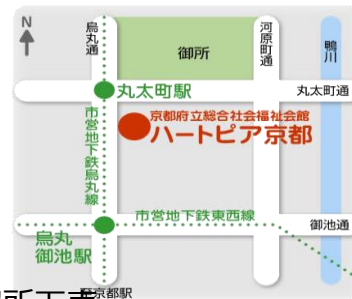 N
烏丸通
御所
河原町通
鴨川
丸太町駅
丸太町通
京都府立総合社会福祉会館
ハートピア京都
市営地下鉄烏丸線
市営地下鉄東西線
御池通
烏丸
御池駅
京都駅